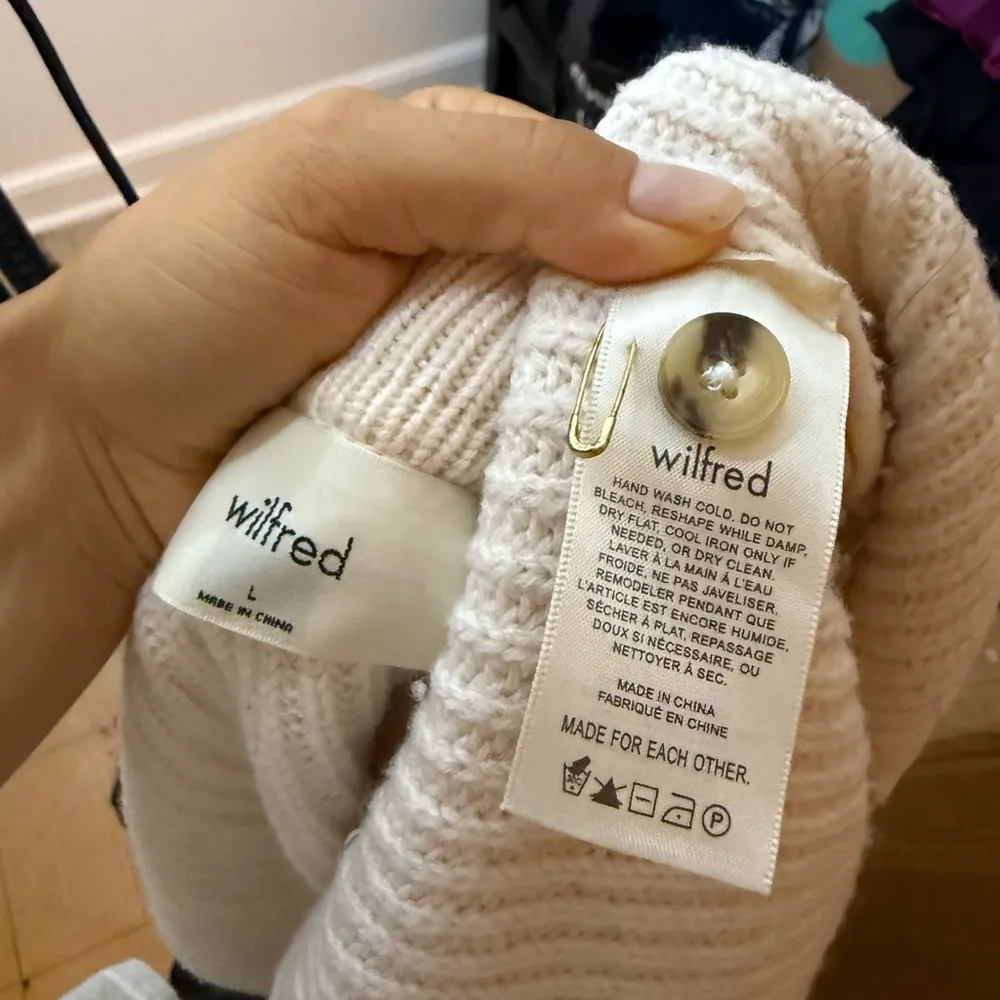 wilfred
L
MADE IN CHINA
wilfred
HAND WASH COLD. DO NOT
BLEACH, RESHAPE WHILE DAMP,
DRY FLAT, COOL IRON ONLY IF
NEEDED, OR DRY CLEAN.
LAVER À LA MAIN À L'EAU
FROIDE, NE PAS JAVELISER,
REMODELER PENDANT QUE
L'ARTICLE EST ENCORE HUMIDE,
SÉCHER À PLAT, REPASSAGE
DOUX SI NÉCESSAIRE, OU
NETTOYER À SEC.
MADE IN CHINA
FABRIQUÉ EN CHINE
MADE FOR EACH OTHER.
30C
P